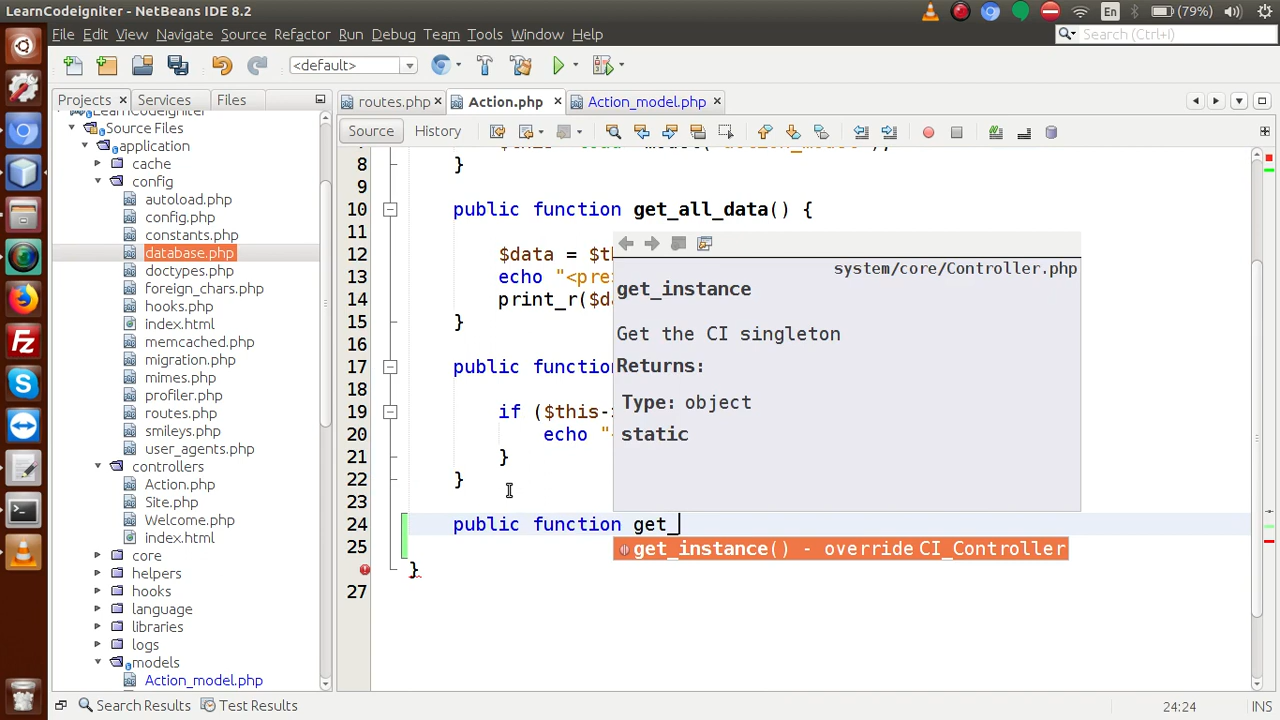 LearnCodeigniter - NetBeans IDE 8.2
En
(79%)
File Edit View Navigate Source Refactor Run Debug Team Tools Window Help
Search (Ctrl+I)
<default>
Projects
Services
Files
routes.php
Action.php
Action_model.php
Source
History
LearnCodeigniter
Source Files
application
cache
config
autoload.php
config.php
constants.php
database.php
doctypes.php
foreign_chars.php
hooks.php
index.html
memcached.php
migration.php
mimes.php
profiler.php
routes.php
smileys.php
user_agents.php
controllers
Action.php
Site.php
Welcome.php
index.html
core
helpers
hooks
language
libraries
logs
models
Action_model.php
8 }
9
10 public function get_all_data() {
11
12 $data = $th
13 echo "<pre>
14 print_r($da
15 }
16
17 public function
18
19 if ($this-
20 echo "
21 }
22 }
23
24 public function get_
25
}
27
system/core/Controller.php
get_instance
Get the CI singleton
Returns:
Type: object
static
get_instance() - override CI_Controller
Search Results
Test Results
24:24
INS